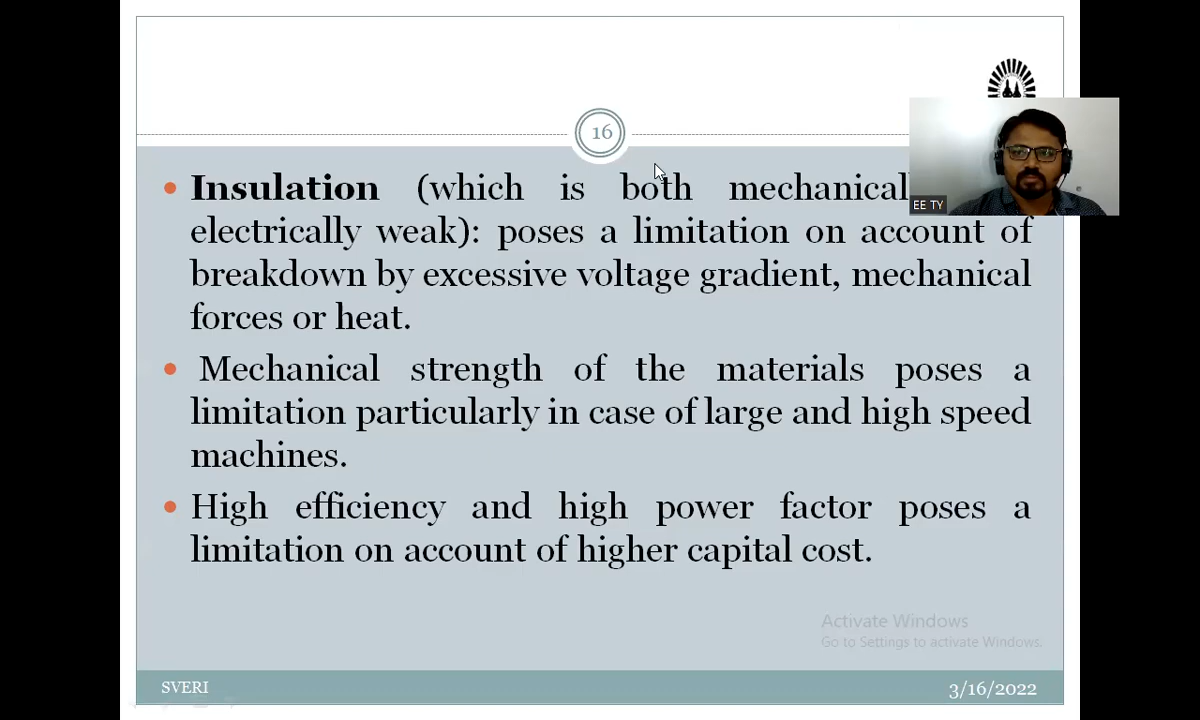 16
Insulation (which is both mechanical
electrically weak): poses a limitation on account of
breakdown by excessive voltage gradient, mechanical
forces or heat.
Mechanical strength of the materials poses a
limitation particularly in case of large and high speed
machines.
High efficiency and high power factor poses a
limitation on account of higher capital cost.
EE TY
Activate Windows
Go to Settings to activate Windows.
SVERI
3/16/2022